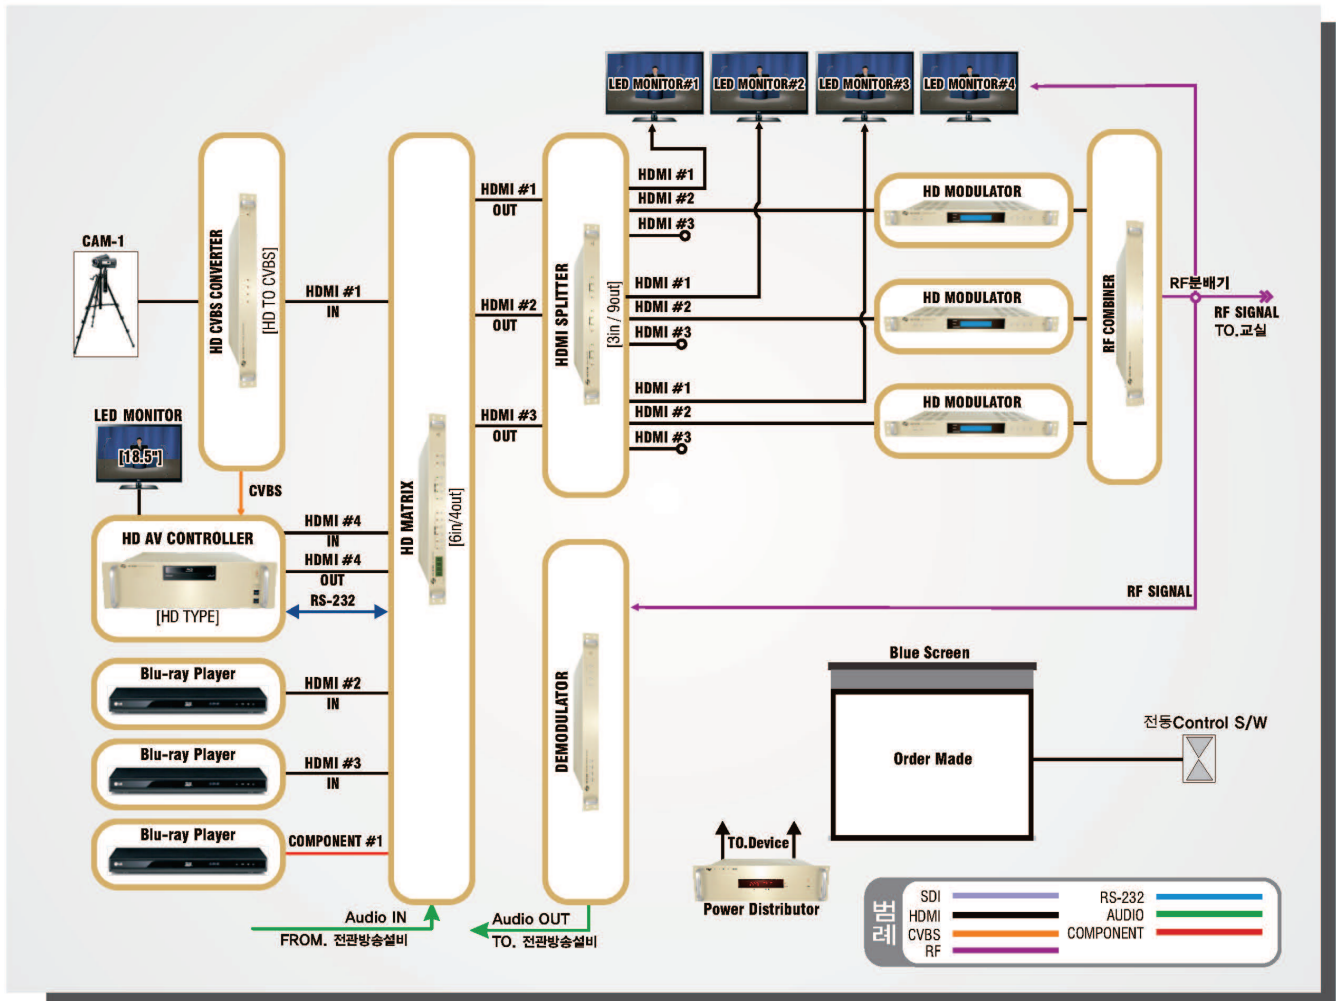 LED MONITOR#1
LED MONITOR#2
LED MONITOR#3
LED MONITOR#4
CAM-1
HD CVBS CONVERTER
[HD TO CVBS]
HDMI #1
IN
LED MONITOR
[18.5"]
CVBS
HD AV CONTROLLER
[HD TYPE]
HDMI #4
IN
HDMI #4
OUT
RS-232
Blu-ray Player
HDMI #2
IN
Blu-ray Player
HDMI #3
IN
Blu-ray Player
COMPONENT #1
HD MATRIX
[6in/4out]
Audio IN
FROM. 전관방송설비
HDMI #1
OUT
HDMI #2
OUT
HDMI #3
OUT
HDMI SPLITTER
[3in / 9out]
HDMI #1
HDMI #2
HDMI #3
HDMI #1
HDMI #2
HDMI #3
HDMI #1
HDMI #2
HDMI #3
HD MODULATOR
HD MODULATOR
HD MODULATOR
RF COMBINER
RF분배기
RF SIGNAL
TO.교실
RF SIGNAL
DEMODULATOR
Audio OUT
TO. 전관방송설비
Blue Screen
Order Made
전동Control S/W
TO.Device
Power Distributor
범례
SDI
HDMI
CVBS
RF
RS-232
AUDIO
COMPONENT